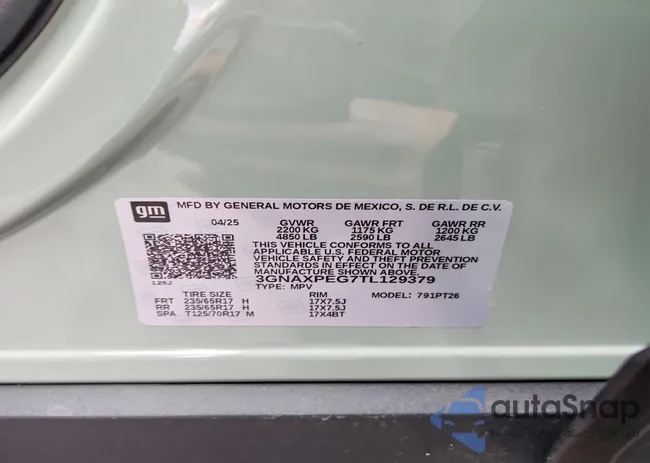 gm MFD BY GENERAL MOTORS DE MEXICO, S. DE R.L. DE C.V.
04/25 GVWR GAWR FRT GAWR RR
2200 KG 1175 KG 1200 KG
4850 LB 2590 LB 2645 LB
THIS VEHICLE CONFORMS TO ALL
APPLICABLE U.S. FEDERAL MOTOR
VEHICLE SAFETY AND THEFT PREVENTION
STANDARDS IN EFFECT ON THE DATE OF
MANUFACTURE SHOWN ABOVE.
125J 3GNAXPEG7TL129379
TYPE: MPV
TIRE SIZE RIM MODEL: 791PT26
FRT 235/65R17 H 17X7.5J
RR 235/65R17 H 17X7.5J
SPA T125/70R17 M 17X4BT
autoSnap